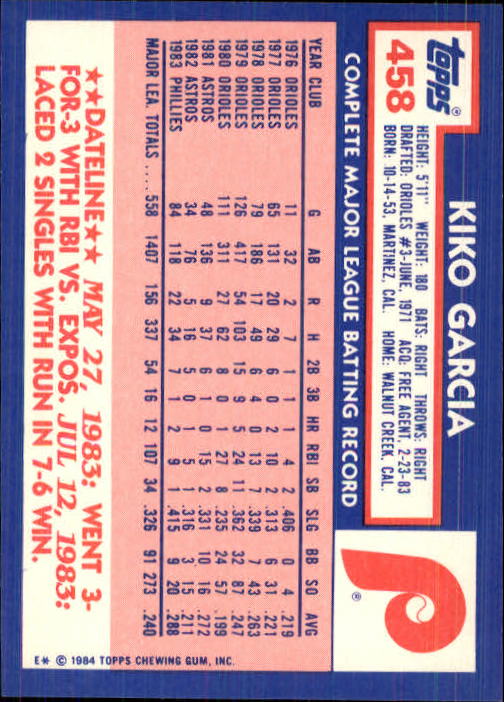 topps®
458
KIKO GARCIA
HEIGHT: 5'11" WEIGHT: 180 BATS: RIGHT THROWS: RIGHT
DRAFTED: ORIOLES #3-JUNE, 1971 ACQ: FREE AGENT, 2-23-83
BORN: 10-14-53, MARTINEZ, CAL. HOME: WALNUT CREEK, CAL.
P®
COMPLETE MAJOR LEAGUE BATTING RECORD
YEAR CLUB G AB R H 2B 3B HR RBI SB SLG BB SO AVG
1976 ORIOLES 11 32 2 7 1 1 1 4 2 .406 0 4 .219
1977 ORIOLES 65 131 20 29 6 0 2 10 2 .313 6 31 .221
1978 ORIOLES 79 186 17 49 6 4 0 13 7 .339 7 43 .263
1979 ORIOLES 126 417 54 103 15 9 5 24 11 .362 32 87 .247
1980 ORIOLES 111 311 27 62 8 0 1 27 8 .235 24 57 .199
1981 ASTROS 48 136 9 37 6 1 0 15 2 .331 10 16 .272
1982 ASTROS 34 76 5 16 5 0 1 5 1 .316 3 15 .211
1983 PHILLIES 84 118 22 34 7 1 2 9 1 .415 9 20 .288
MAJOR LEA. TOTALS .... 558 1407 156 337 54 16 12 107 34 .326 91 273 .240
★★DATELINE★★ MAY 27, 1983: WENT 3-
FOR-3 WITH RBI VS. EXPOS. JUL 12, 1983:
LACED 2 SINGLES WITH RUN IN 7-6 WIN.
E* © 1984 TOPPS CHEWING GUM, INC.